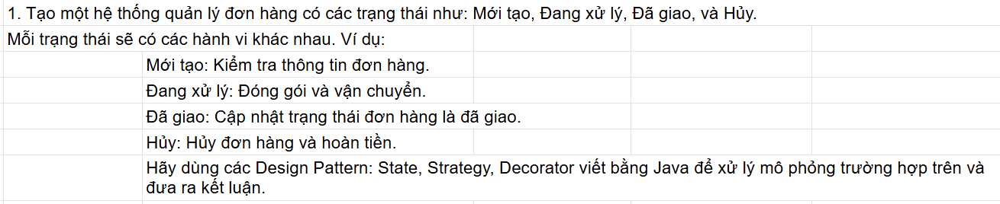 1. Tạo một hệ thống quản lý đơn hàng có các trạng thái như: Mới tạo, Đang xử lý, Đã giao, và Hủy.
Mỗi trạng thái sẽ có các hành vi khác nhau. Ví dụ:
Mới tạo: Kiểm tra thông tin đơn hàng.
Đang xử lý: Đóng gói và vận chuyển.
Đã giao: Cập nhật trạng thái đơn hàng là đã giao.
Hủy: Hủy đơn hàng và hoàn tiền.
Hãy dùng các Design Pattern: State, Strategy, Decorator viết bằng Java để xử lý mô phỏng trường hợp trên và
đưa ra kết luận.